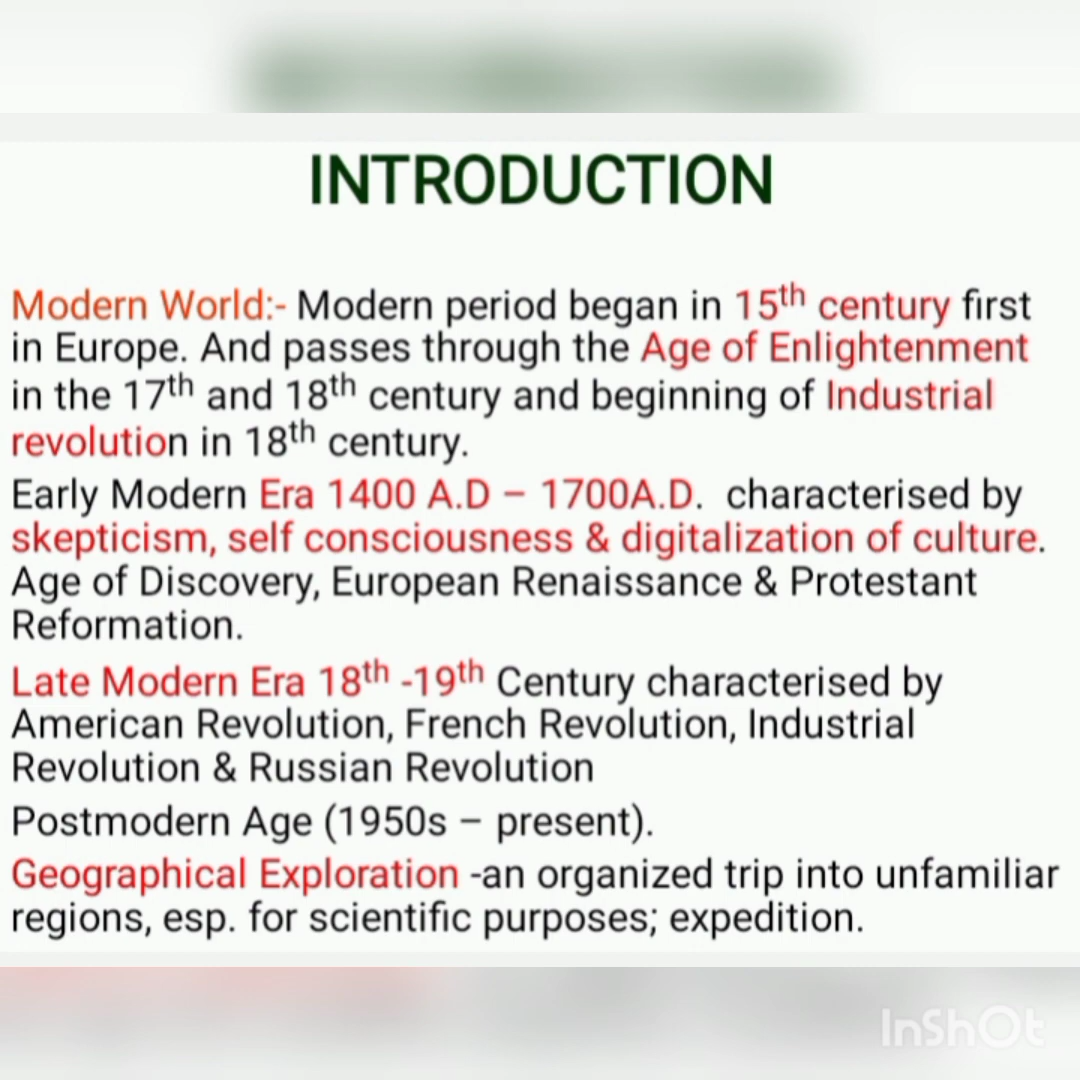 INTRODUCTION
Modern World:- Modern period began in 15th century first
in Europe. And passes through the Age of Enlightenment
in the 17th and 18th century and beginning of Industrial
revolution in 18th century.
Early Modern Era 1400 A.D – 1700A.D. characterised by
skepticism, self consciousness & digitalization of culture.
Age of Discovery, European Renaissance & Protestant
Reformation.
Late Modern Era 18th -19th Century characterised by
American Revolution, French Revolution, Industrial
Revolution & Russian Revolution
Postmodern Age (1950s – present).
Geographical Exploration -an organized trip into unfamiliar
regions, esp. for scientific purposes; expedition.
InShOt